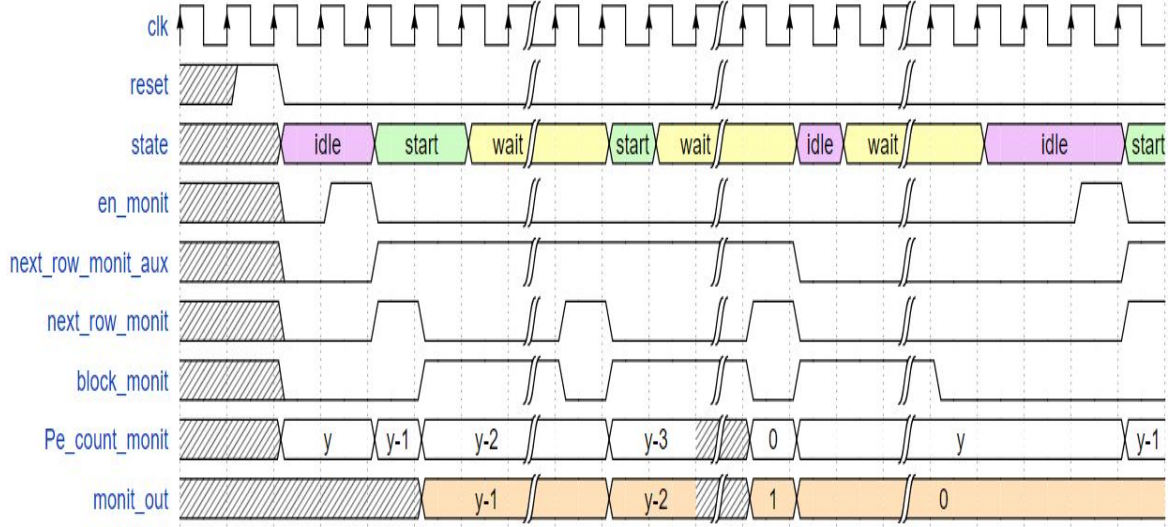 clk
reset
state idle start wait start wait idle wait idle start
en_monit
next_row_monit_aux
next_row_monit
block_monit
Pe_count_monit y y-1 y-2 y-3 0 y y-1
monit_out y-1 y-2 1 0